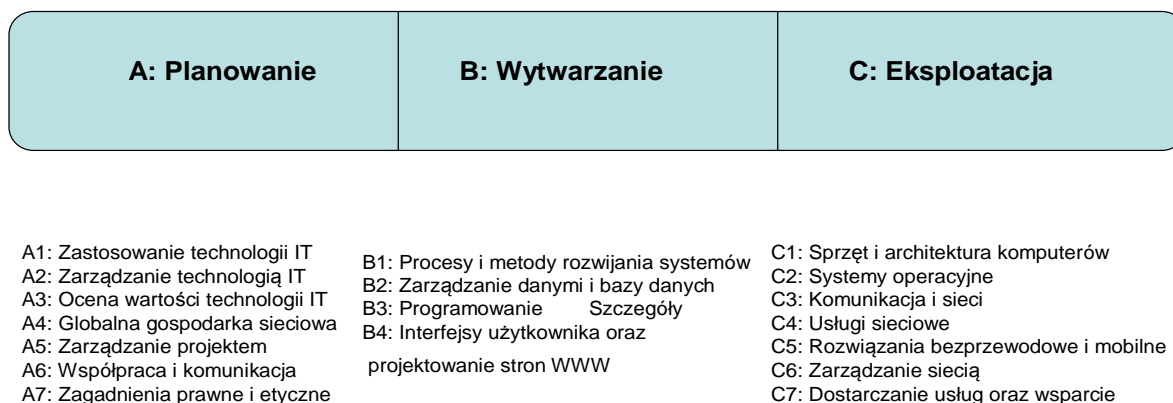 A: Planowanie
B: Wytwarzanie
C: Eksploatacja
A1: Zastosowanie technologii IT
A2: Zarządzanie technologią IT
A3: Ocena wartości technologii IT
A4: Globalna gospodarka sieciowa
A5: Zarządzanie projektem
A6: Współpraca i komunikacja
A7: Zagadnienia prawne i etyczne
B1: Procesy i metody rozwijania systemów
B2: Zarządzanie danymi i bazy danych
B3: Programowanie Szczegóły
B4: Interfejsy użytkownika oraz
projektowanie stron WWW
C1: Sprzęt i architektura komputerów
C2: Systemy operacyjne
C3: Komunikacja i sieci
C4: Usługi sieciowe
C5: Rozwiązania bezprzewodowe i mobilne
C6: Zarządzanie siecią
C7: Dostarczanie usług oraz wsparcie